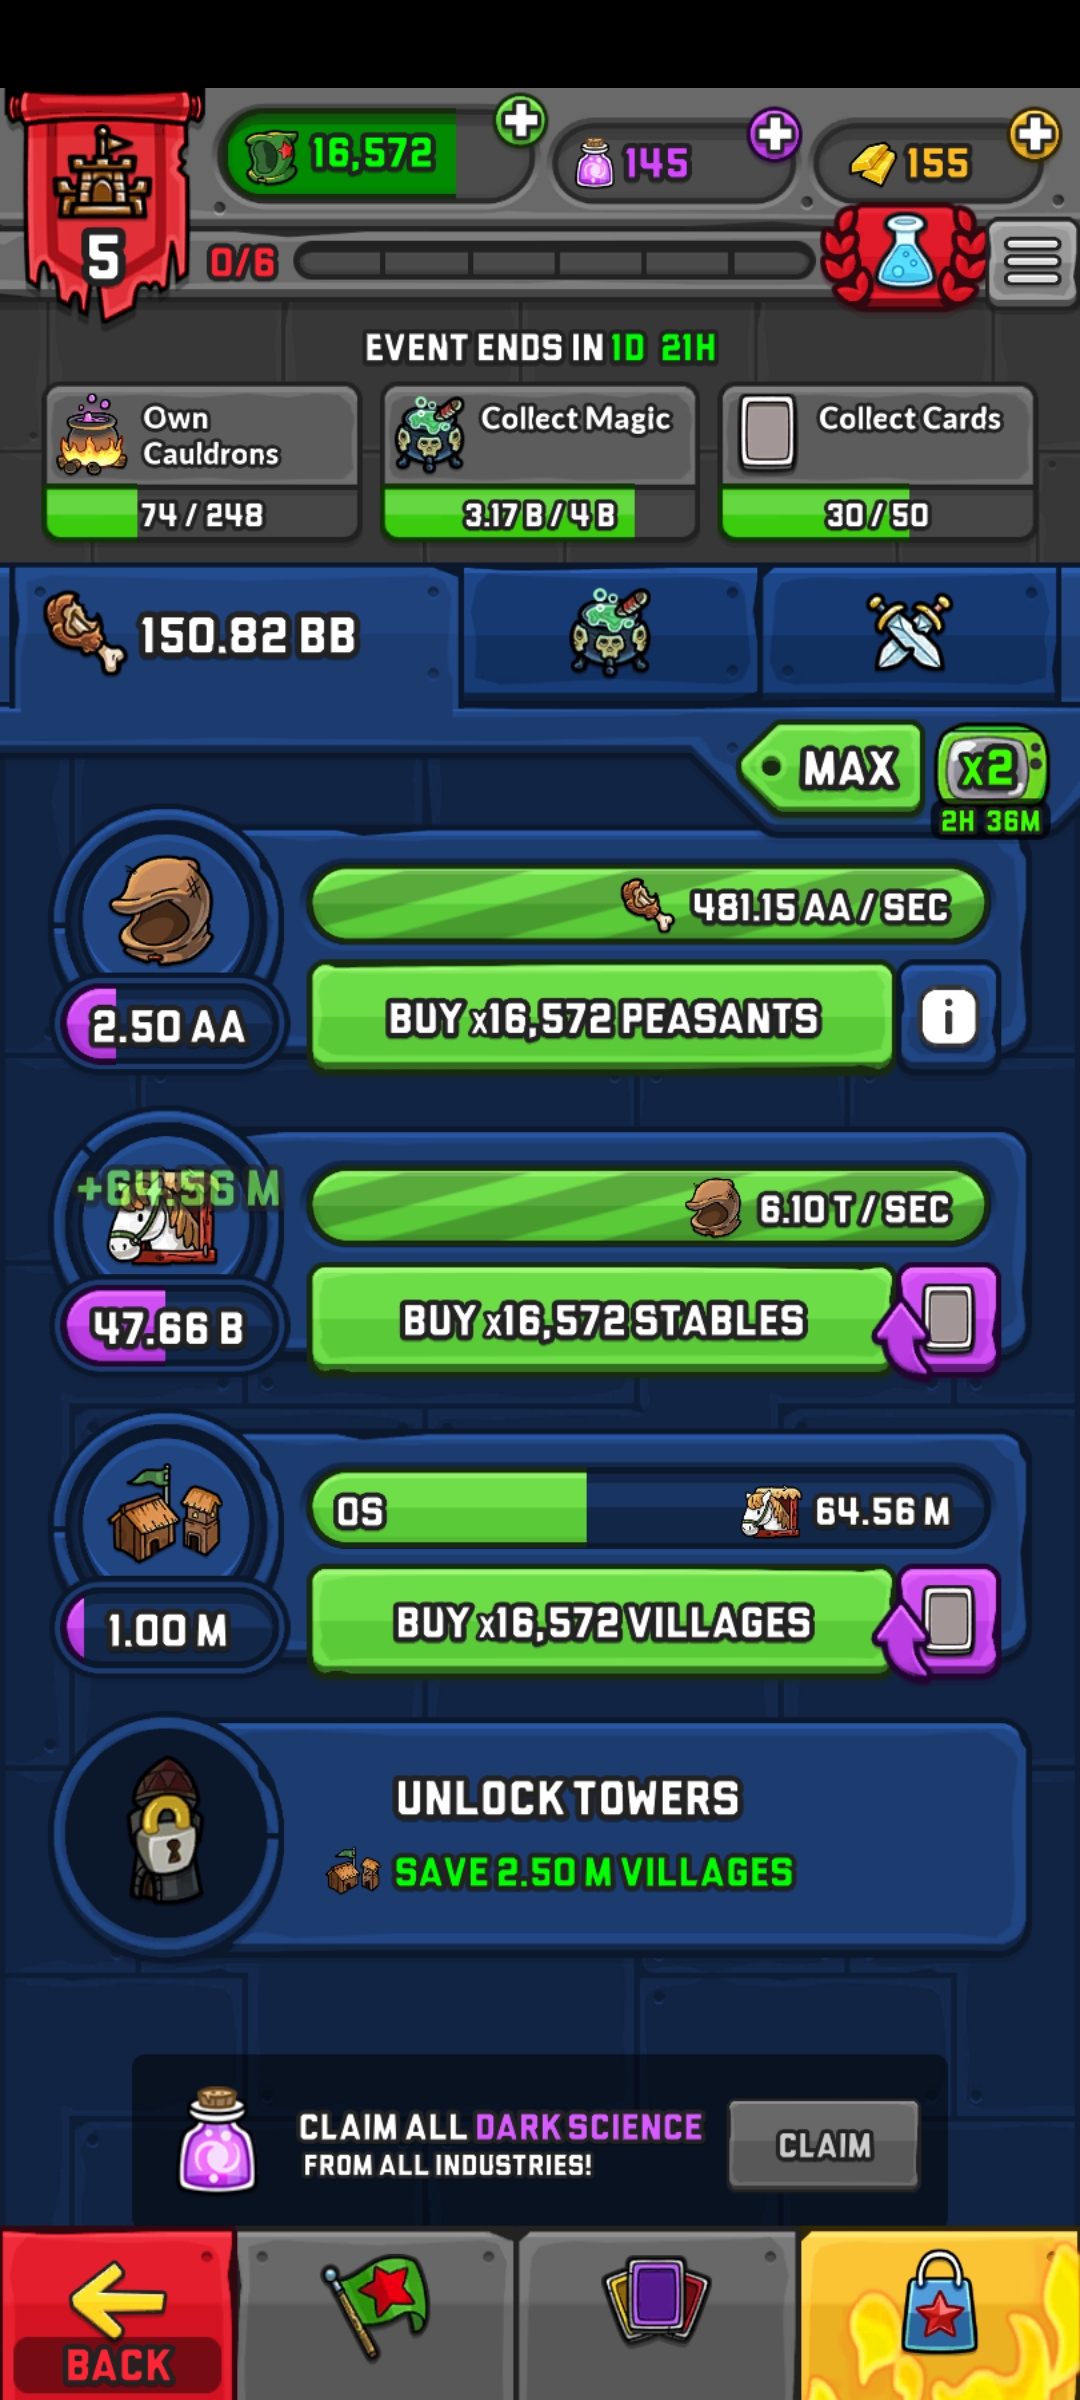 16,572
145
155
5
0/6
EVENT ENDS IN 1D 21H
Own
Cauldrons
74 / 248
Collect Magic
3.17 B / 4 B
Collect Cards
30 / 50
150.82 BB
MAX
x2
2H 36M
481.15 AA / SEC
2.50 AA
BUY x16,572 PEASANTS
i
+64.56 M
6.10 T / SEC
47.66 B
BUY x16,572 STABLES
0S
64.56 M
1.00 M
BUY x16,572 VILLAGES
UNLOCK TOWERS
SAVE 2.50 M VILLAGES
CLAIM ALL DARK SCIENCE
FROM ALL INDUSTRIES!
CLAIM
BACK